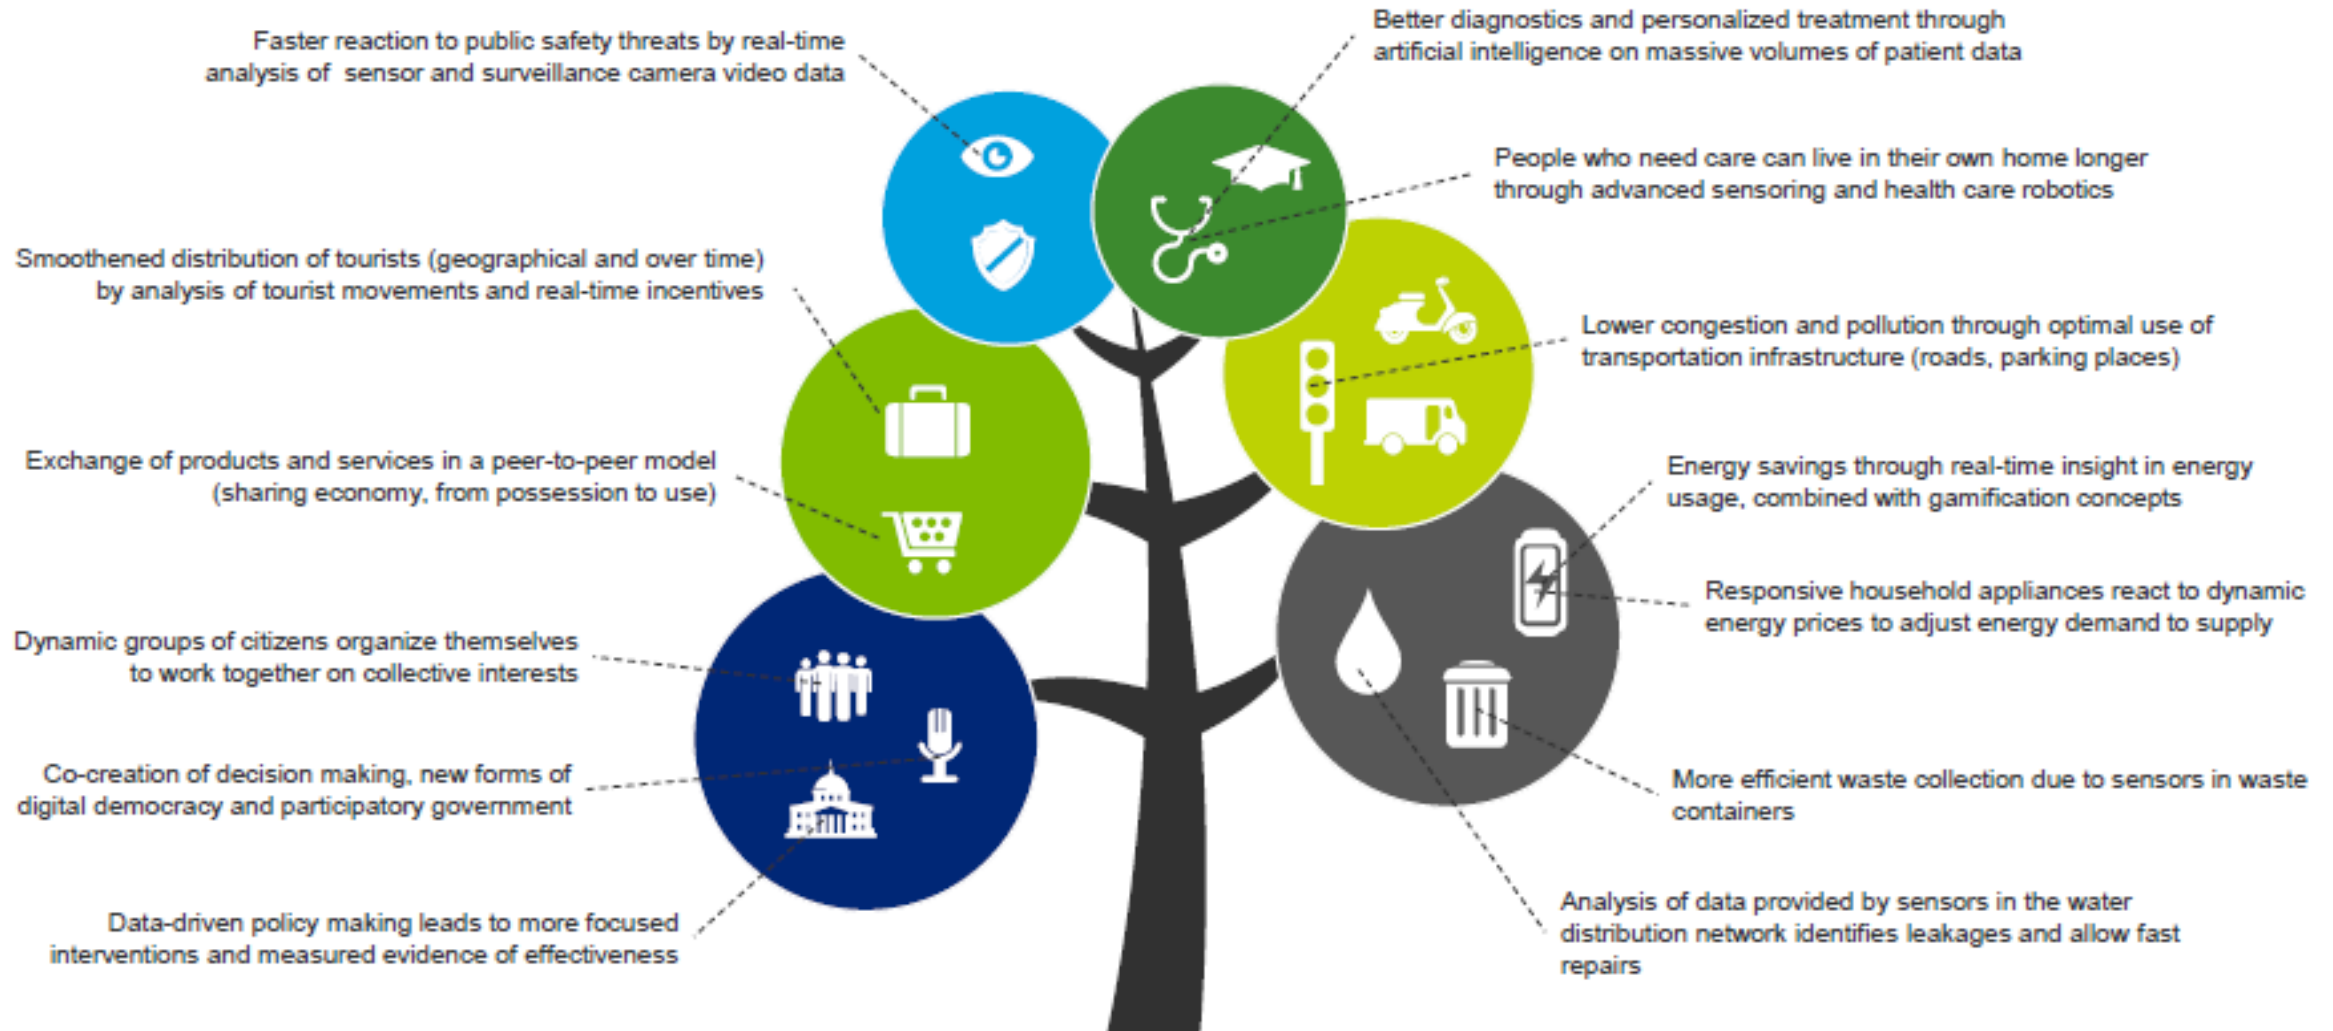 Faster reaction to public safety threats by real-time
analysis of sensor and surveillance camera video data
Smoothened distribution of tourists (geographical and over time)
by analysis of tourist movements and real-time incentives
Exchange of products and services in a peer-to-peer model
(sharing economy, from possession to use)
Dynamic groups of citizens organize themselves
to work together on collective interests
Co-creation of decision making, new forms of
digital democracy and participatory government
Data-driven policy making leads to more focused
interventions and measured evidence of effectiveness
Better diagnostics and personalized treatment through
artificial intelligence on massive volumes of patient data
People who need care can live in their own home longer
through advanced sensoring and health care robotics
Lower congestion and pollution through optimal use of
transportation infrastructure (roads, parking places)
Energy savings through real-time insight in energy
usage, combined with gamification concepts
Responsive household appliances react to dynamic
energy prices to adjust energy demand to supply
More efficient waste collection due to sensors in waste
containers
Analysis of data provided by sensors in the water
distribution network identifies leakages and allow fast
repairs